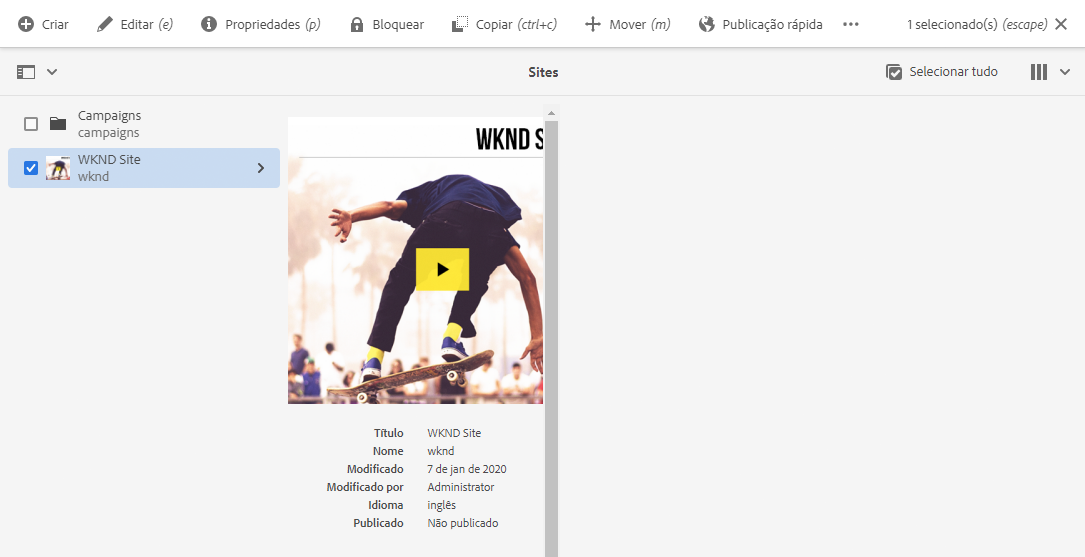 Criar Editar (e) Propriedades (p) Bloquear Copiar (ctrl+c) Mover (m) Publicação rápida 1 selecionado(s) (escape)
Sites Selecionar tudo
Campaigns
campaigns
WKND Site
wknd
WKND S
Título WKND Site
Nome wknd
Modificado 7 de jan de 2020
Modificado por Administrator
Idioma inglês
Publicado Não publicado